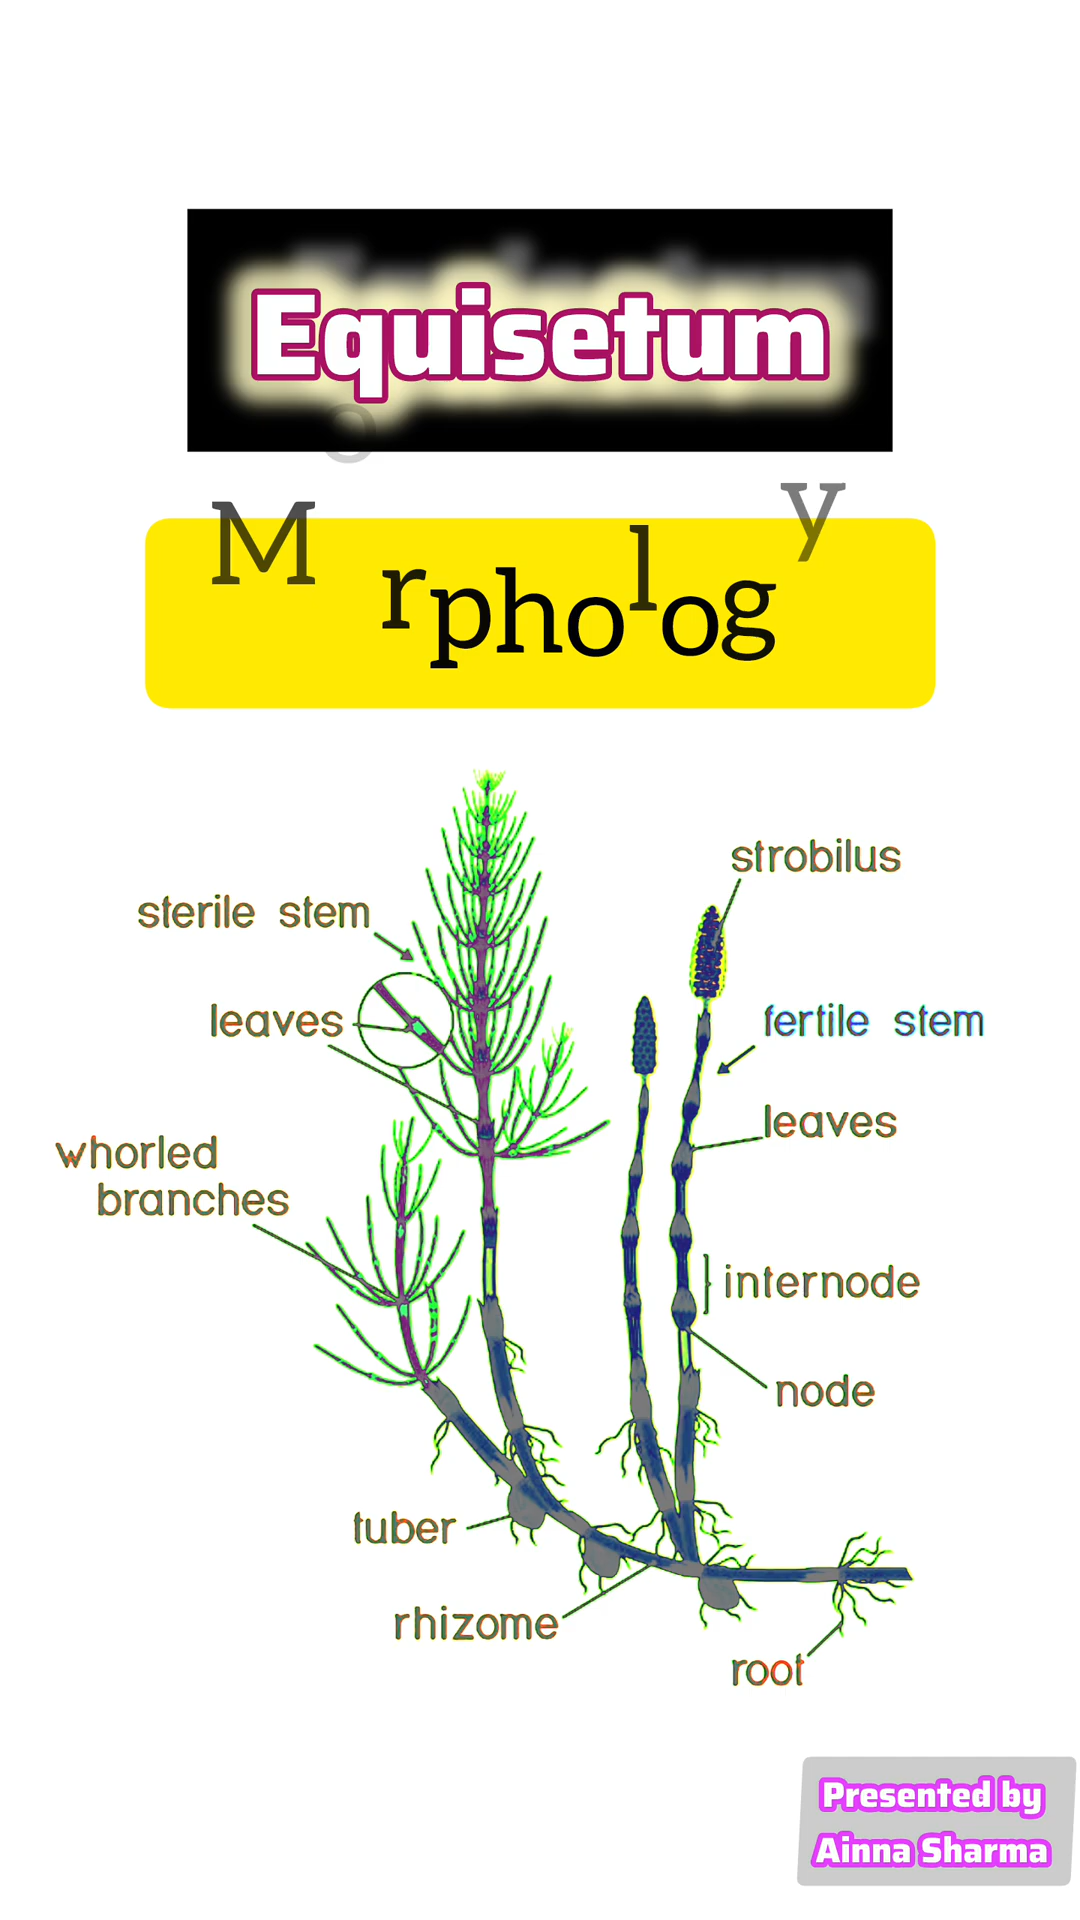 Equisetum
Morphology
strobilus
sterile stem
leaves
fertile stem
leaves
whorled
branches
internode
node
tuber
rhizome
root
Presented by
Ainna Sharma